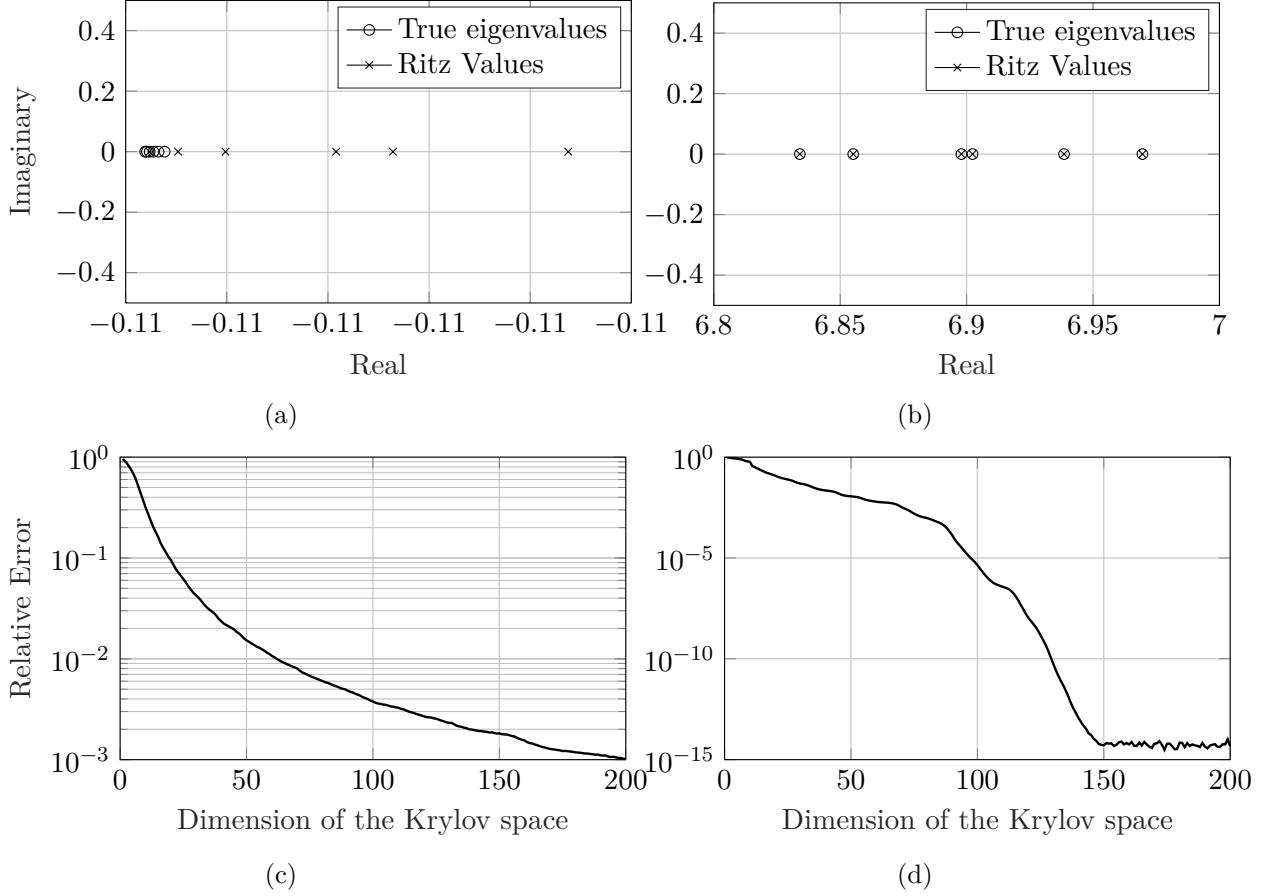 0.4
0.2
0
−0.2
−0.4
Imaginary
True eigenvalues
Ritz Values
−0.11 −0.11 −0.11 −0.11 −0.11 −0.11
Real
(a)
0.4
0.2
0
−0.2
−0.4
True eigenvalues
Ritz Values
6.8 6.85 6.9 6.95 7
Real
(b)
10^0
10^−1
10^−2
10^−3
Relative Error
0 50 100 150 200
Dimension of the Krylov space
(c)
10^0
10^−5
10^−10
10^−15
0 50 100 150 200
Dimension of the Krylov space
(d)